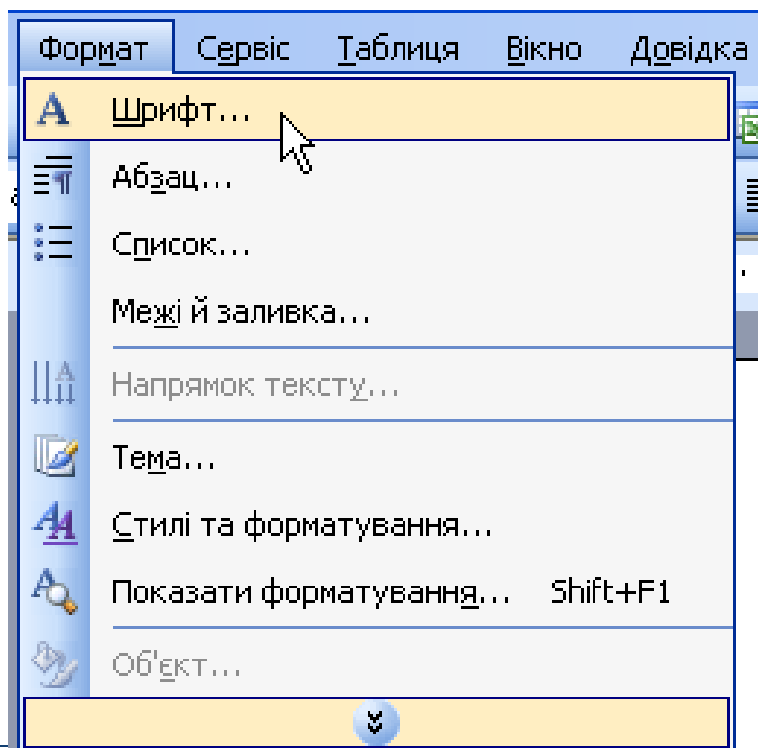 Формат Сервіс Таблиця Вікно Довідка
Шрифт...
Абзац...
Список...
Межі й заливка...
Напрямок тексту...
Тема...
Стилі та форматування...
Показати форматування... Shift+F1
Об'єкт...